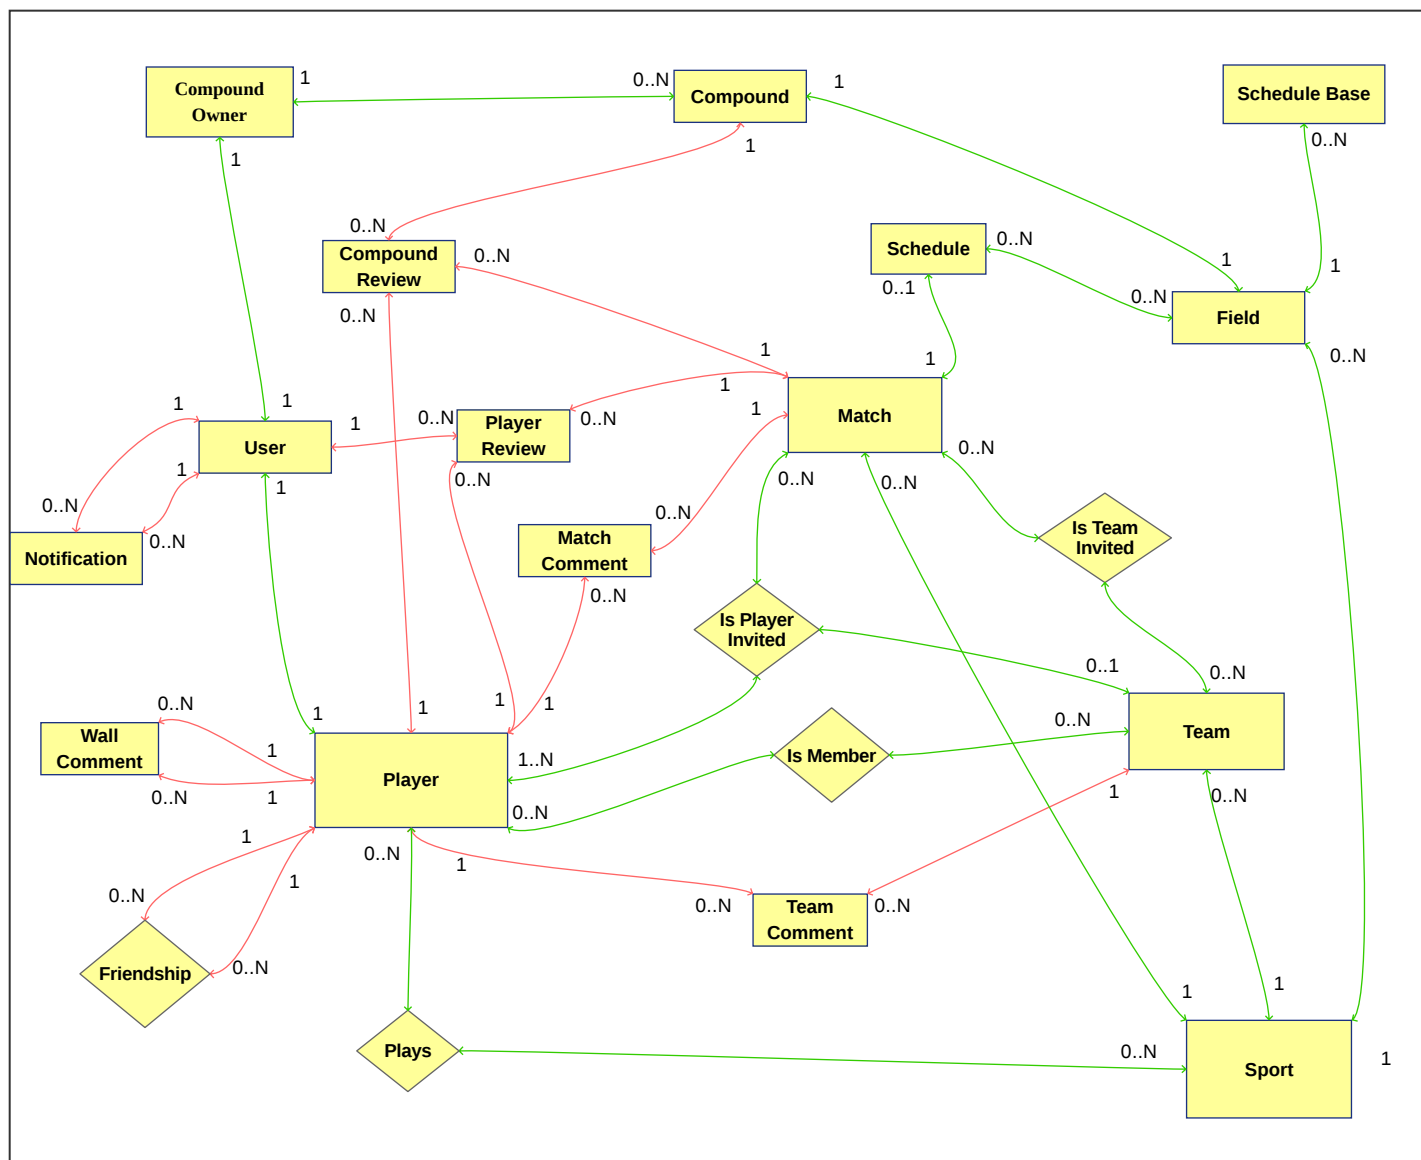 1
0..N
1
Compound
Owner
Compound
Schedule Base
1
1
0..N
0..N
Compound
Review
0..N
0..N
Schedule
0..N
0..1
0..N
1
1
Field
0..N
1
1
1
1
1
1
User
1
0..N
Player
Review
0..N
1
Match
1
1
0..N
0..N
0..N
0..N
0..N
0..N
Notification
0..N
Match
Comment
0..N
Is Team
Invited
Is Player
Invited
0..1
0..N
0..N
Wall
Comment
0..N
1
1
1
1
1
1
Player
1..N
0..N
Is Member
0..N
Team
1
0..N
1
1
0..N
1
0..N
0..N
Team
Comment
0..N
Friendship
0..N
1
1
Plays
0..N
Sport
1